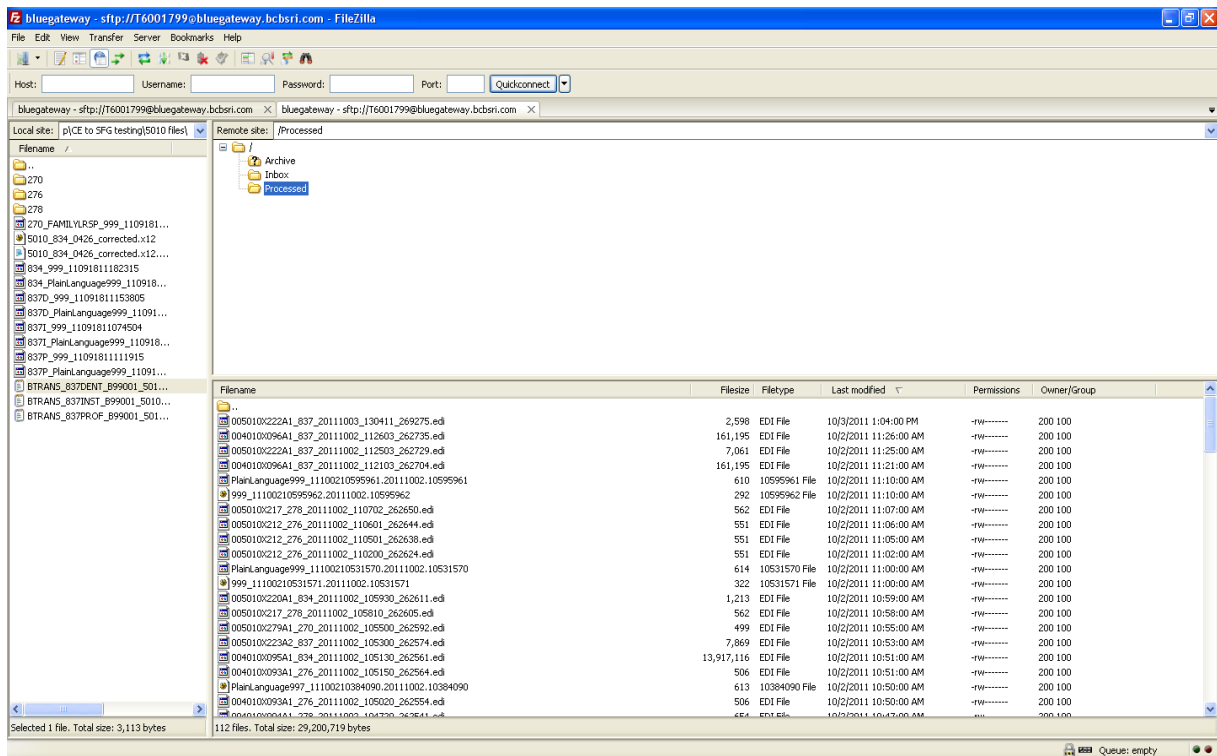 bluegateway - sftp://T6001799@bluegateway.bcbsri.com - FileZilla
File Edit View Transfer Server Bookmarks Help
Host: Username: Password: Port: Quickconnect
bluegateway - sftp://T6001799@bluegateway.bcbsri.com bluegateway - sftp://T6001799@bluegateway.bcbsri.com
Local site: p\CE to SFG testing\5010 files\
Filename
..
270
276
278
270_FAMILYLRSP_999_1109181...
5010_834_0426_corrected.x12
5010_834_0426_corrected.x12....
834_999_11091811182315
834_PlainLanguage999_110918...
837D_999_11091811153805
837D_PlainLanguage999_11091...
837I_999_11091811074504
837I_PlainLanguage999_110918...
837P_999_11091811111915
837P_PlainLanguage999_11091...
BTRANS_837DENT_B99001_501...
BTRANS_837INST_B99001_5010...
BTRANS_837PROF_B99001_501...
Selected 1 file. Total size: 3,113 bytes
Remote site: /Processed
/
Archive
Inbox
Processed
Filename Filesize Filetype Last modified Permissions Owner/Group
..
005010X222A1_837_20111003_130411_269275.edi 2,598 EDI File 10/3/2011 1:04:00 PM -rw------- 200 100
004010X096A1_837_20111002_112603_262735.edi 161,195 EDI File 10/2/2011 11:26:00 AM -rw------- 200 100
005010X222A1_837_20111002_112503_262729.edi 7,061 EDI File 10/2/2011 11:25:00 AM -rw------- 200 100
004010X096A1_837_20111002_112103_262704.edi 161,195 EDI File 10/2/2011 11:21:00 AM -rw------- 200 100
PlainLanguage999_11100210595961.20111002.10595961 610 10595961 File 10/2/2011 11:10:00 AM -rw------- 200 100
999_11100210595962.20111002.10595962 292 10595962 File 10/2/2011 11:10:00 AM -rw------- 200 100
005010X217_278_20111002_110702_262650.edi 562 EDI File 10/2/2011 11:07:00 AM -rw------- 200 100
005010X212_276_20111002_110601_262644.edi 551 EDI File 10/2/2011 11:06:00 AM -rw------- 200 100
005010X212_276_20111002_110501_262638.edi 551 EDI File 10/2/2011 11:05:00 AM -rw------- 200 100
005010X212_276_20111002_110200_262624.edi 551 EDI File 10/2/2011 11:02:00 AM -rw------- 200 100
PlainLanguage999_11100210531570.20111002.10531570 614 10531570 File 10/2/2011 11:00:00 AM -rw------- 200 100
999_11100210531571.20111002.10531571 322 10531571 File 10/2/2011 11:00:00 AM -rw------- 200 100
005010X220A1_834_20111002_105930_262611.edi 1,213 EDI File 10/2/2011 10:59:00 AM -rw------- 200 100
005010X217_278_20111002_105810_262605.edi 562 EDI File 10/2/2011 10:58:00 AM -rw------- 200 100
005010X279A1_270_20111002_105500_262592.edi 499 EDI File 10/2/2011 10:55:00 AM -rw------- 200 100
005010X223A2_837_20111002_105300_262574.edi 7,869 EDI File 10/2/2011 10:53:00 AM -rw------- 200 100
004010X095A1_834_20111002_105130_262561.edi 13,917,116 EDI File 10/2/2011 10:51:00 AM -rw------- 200 100
004010X093A1_276_20111002_105150_262564.edi 506 EDI File 10/2/2011 10:51:00 AM -rw------- 200 100
PlainLanguage997_11100210384090.20111002.10384090 613 10384090 File 10/2/2011 10:50:00 AM -rw------- 200 100
004010X093A1_276_20111002_105020_262554.edi 506 EDI File 10/2/2011 10:50:00 AM -rw------- 200 100
112 files. Total size: 29,200,719 bytes
Queue: empty